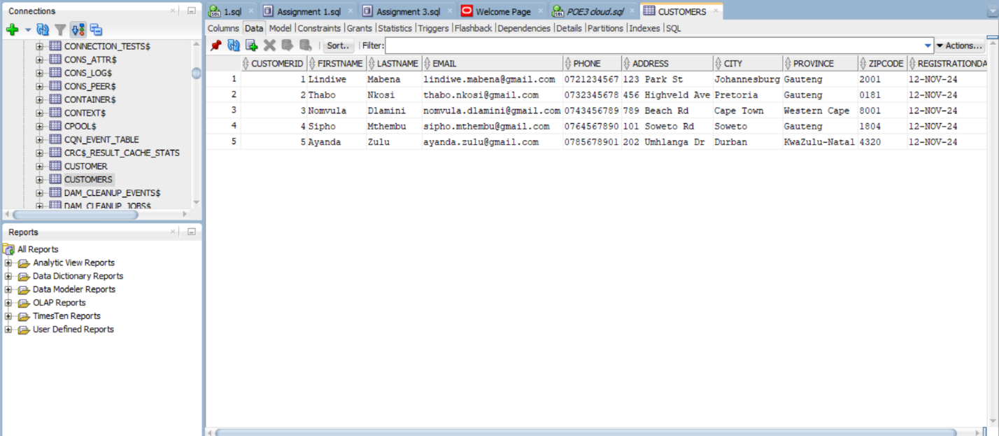 Connections
CONNECTION_TESTS$
CONS_ATTR$
CONS_LOG$
CONS_PEER$
CONTAINER$
CONTEXT$
CPOOL$
CQN_EVENT_TABLE
CRC$_RESULT_CACHE_STATS
CUSTOMER
CUSTOMERS
DAM_CLEANUP_EVENTS$
DAM_CLEANUP_JOBS$
Reports
All Reports
Analytic View Reports
Data Dictionary Reports
Data Modeler Reports
OLAP Reports
TimesTen Reports
User Defined Reports
1.sql Assignment 1.sql Assignment 3.sql Welcome Page POE3 cloud.sql CUSTOMERS
Columns Data Model |Constraints |Grants |Statistics |Triggers |Flashback |Dependencies |Details |Partitions |Indexes |SQL
Sort.. Filter: Actions...
CUSTOMERID FIRSTNAME LASTNAME EMAIL PHONE ADDRESS CITY PROVINCE ZIPCODE REGISTRATIONDA
1 1 Lindiwe Mabena lindiwe.mabena@gmail.com 0721234567 123 Park St Johannesburg Gauteng 2001 12-NOV-24
2 2 Thabo Nkosi thabo.nkosi@gmail.com 0732345678 456 Highveld Ave Pretoria Gauteng 0181 12-NOV-24
3 3 Nomvula Dlamini nomvula.dlamini@gmail.com 0743456789 789 Beach Rd Cape Town Western Cape 8001 12-NOV-24
4 4 Sipho Mthembu sipho.mthembu@gmail.com 0764567890 101 Soweto Rd Soweto Gauteng 1804 12-NOV-24
5 5 Ayanda Zulu ayanda.zulu@gmail.com 0785678901 202 Umhlanga Dr Durban KwaZulu-Natal 4320 12-NOV-24